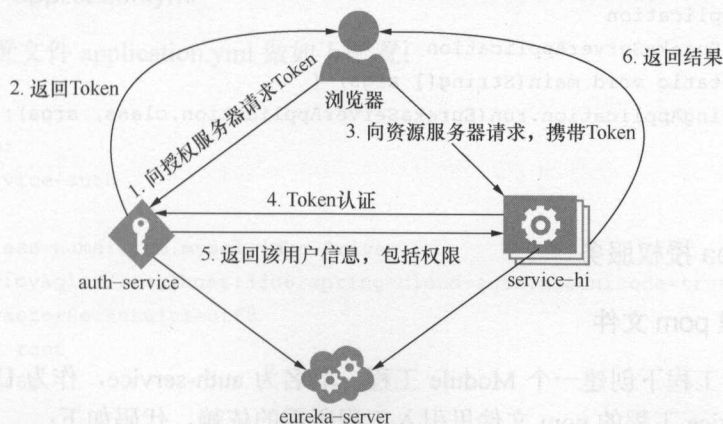 2. 返回Token
6. 返回结果
浏览器
1. 向授权服务器请求Token
3. 向资源服务器请求，携带Token
4. Token认证
5. 返回该用户信息，包括权限
auth-service
service-hi
eureka-server